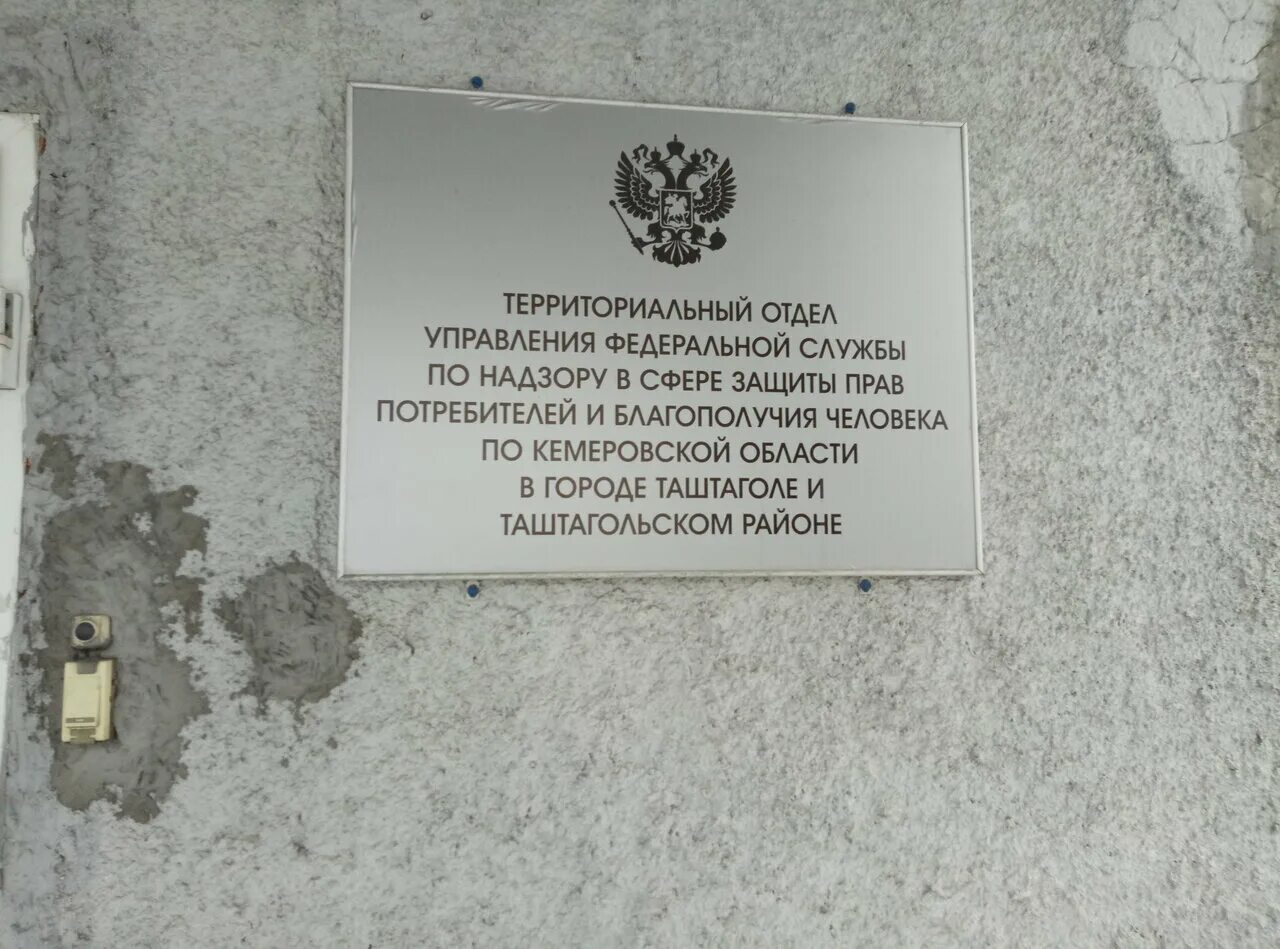 ТЕРРИТОРИАЛЬНЫЙ ОТДЕЛ
УПРАВЛЕНИЯ ФЕДЕРАЛЬНОЙ СЛУЖБЫ
ПО НАДЗОРУ В СФЕРЕ ЗАЩИТЫ ПРАВ
ПОТРЕБИТЕЛЕЙ И БЛАГОПОЛУЧИЯ ЧЕЛОВЕКА
ПО КЕМЕРОВСКОЙ ОБЛАСТИ
В ГОРОДЕ ТАШТАГОЛЕ И
ТАШТАГОЛЬСКОМ РАЙОНЕ